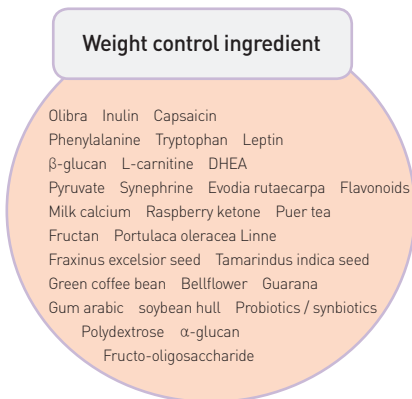 Weight control ingredient
Olibra Inulin Capsaicin
Phenylalanine Tryptophan Leptin
β-glucan L-carnitine DHEA
Pyruvate Synephrine Evodia rutaecarpa Flavonoids
Milk calcium Raspberry ketone Puer tea
Fructan Portulaca oleracea Linne
Fraxinus excelsior seed Tamarindus indica seed
Green coffee bean Bellflower Guarana
Gum arabic soybean hull Probiotics / synbiotics
Polydextrose α-glucan
Fructo-oligosaccharide